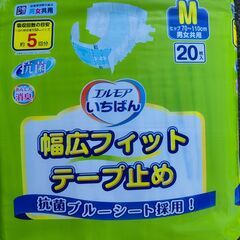 男女共用
吸収回数の目安
約5回分
抗菌
消臭
M
ヒップ70～110cm
男女共用
20枚入
エルモア
いちばん
幅広フィット
テープ止め
抗菌ブルーシート採用！